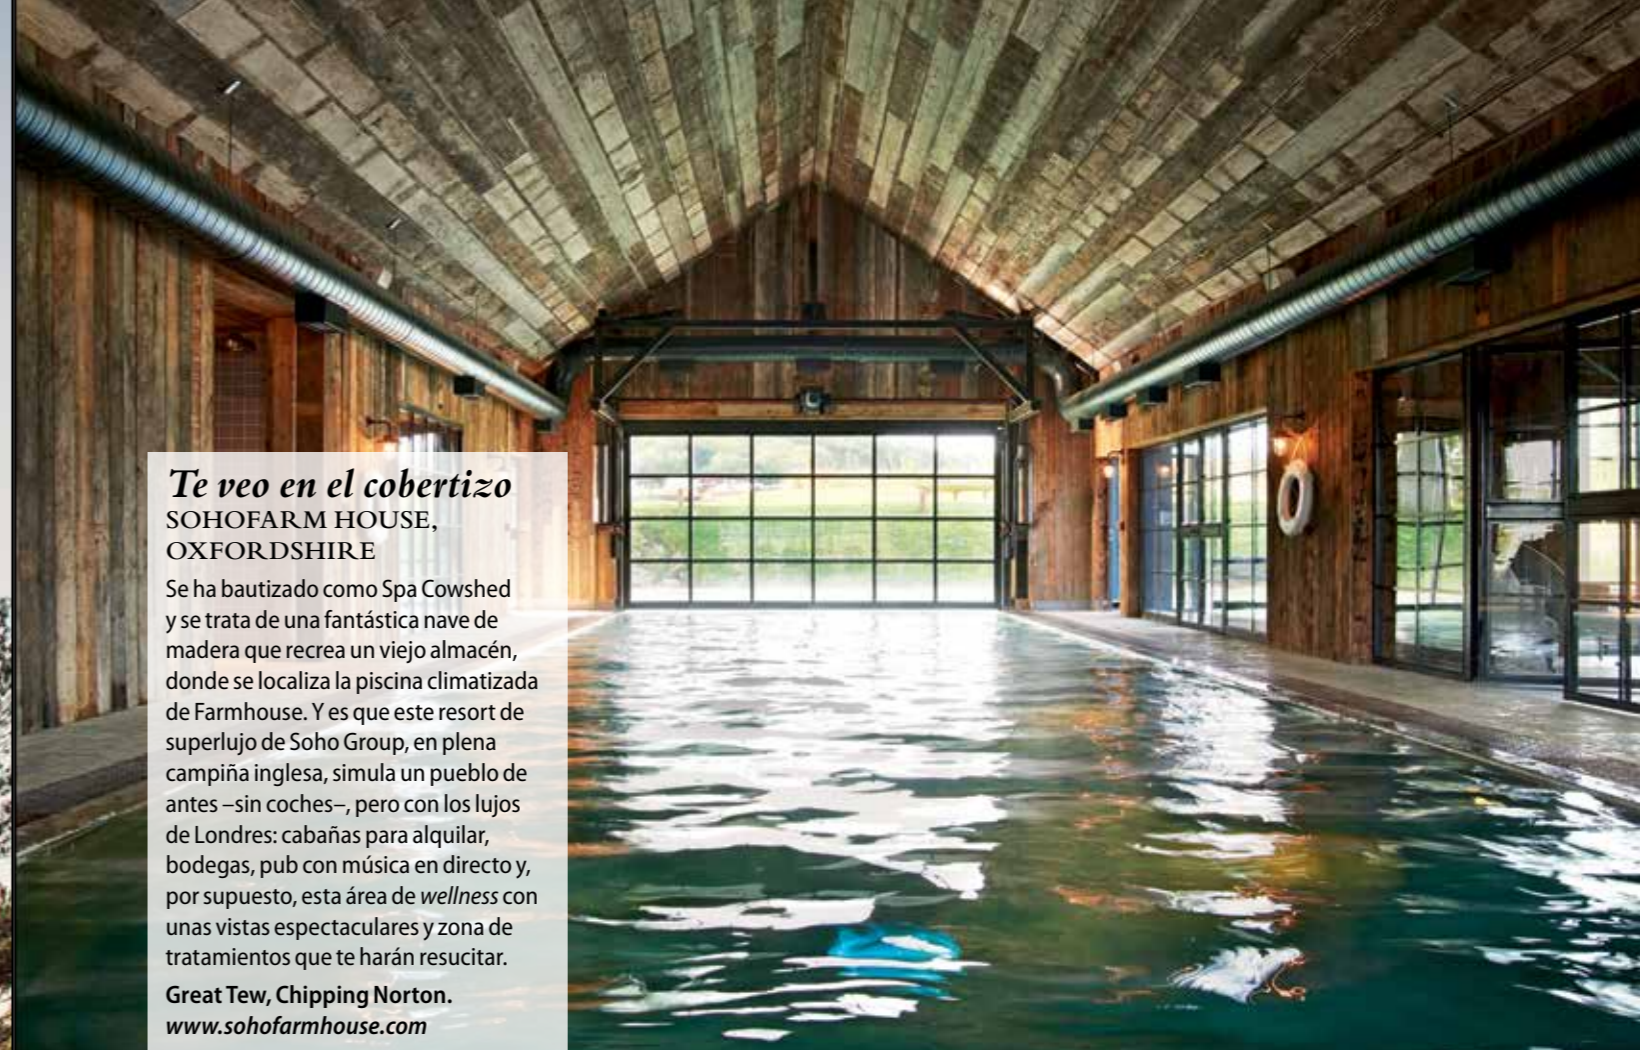 Te veo en el cobertizo
SOHOFARM HOUSE,
OXFORDSHIRE
Se ha bautizado como Spa Cowshed
y se trata de una fantástica nave de
madera que recrea un viejo almacén,
donde se localiza la piscina climatizada
de Farmhouse. Y es que este resort de
superlujo de Soho Group, en plena
campiña inglesa, simula un pueblo de
antes –sin coches–, pero con los lujos
de Londres: cabañas para alquilar,
bodegas, pub con música en directo y,
por supuesto, esta área de wellness con
unas vistas espectaculares y zona de
tratamientos que te harán resucitar.
Great Tew, Chipping Norton.
www.sohofarmhouse.com